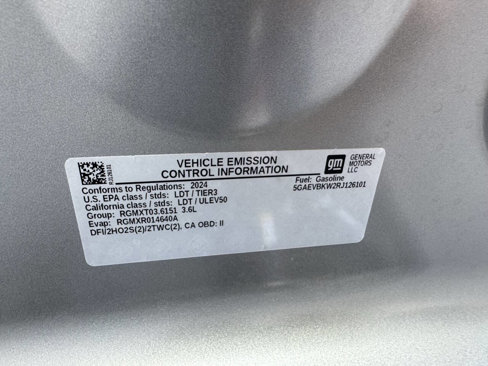 VEHICLE EMISSION
CONTROL INFORMATION
gm
GENERAL
MOTORS
LLC
RJ126101
Conforms to Regulations: 2024
Fuel: Gasoline
U.S. EPA class / stds: LDT / TIER3
5GAEVBKW2RJ126101
California class / stds: LDT / ULEV50
Group: RGMXT03.6151 3.6L
Evap: RGMXR014640A
DFI/2HO2S(2)/2TWC(2), CA OBD: II